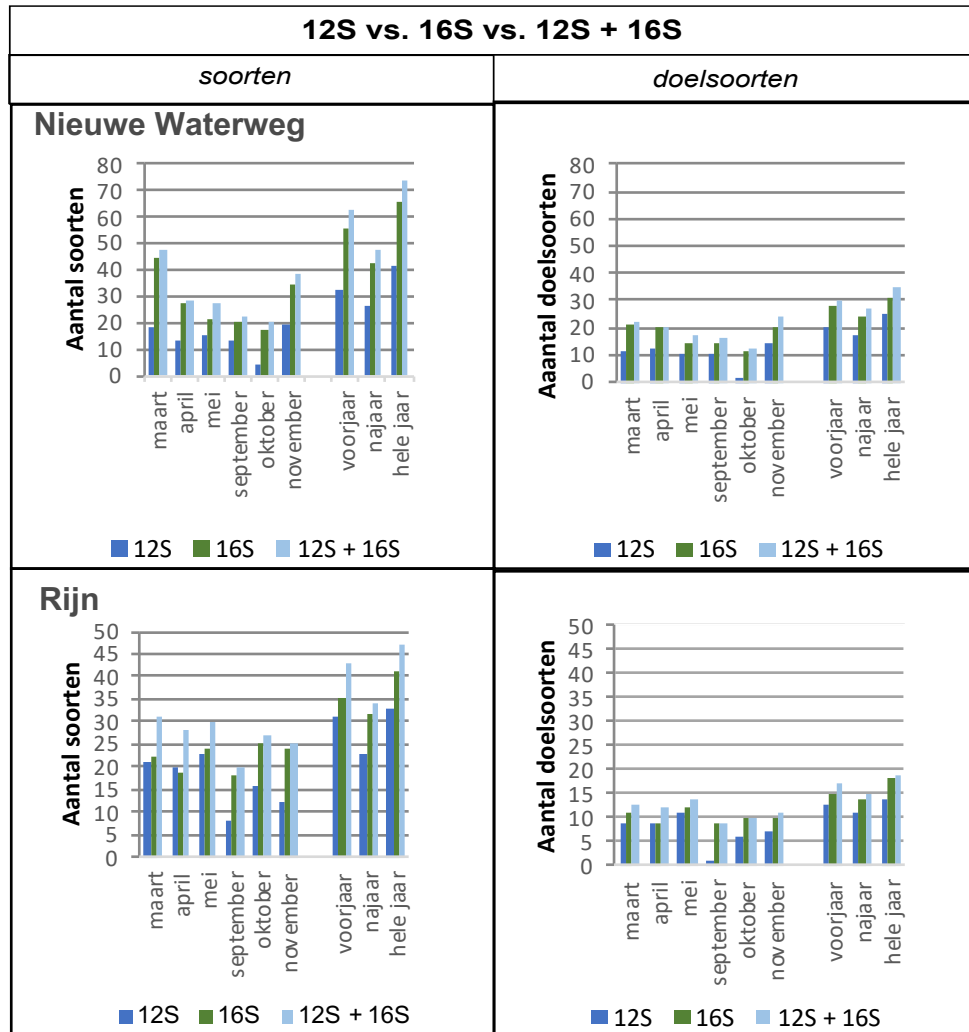 12S vs. 16S vs. 12S + 16S
soorten
doelsoorten
Nieuwe Waterweg
Aantal soorten
80
70
60
50
40
30
20
10
0
maart
april
mei
september
oktober
november
voorjaar
najaar
hele jaar
12S 16S 12S + 16S
Aaantal doelsoorten
80
70
60
50
40
30
20
10
0
maart
april
mei
september
oktober
november
voorjaar
najaar
hele jaar
12S 16S 12S + 16S
Rijn
Aantal soorten
50
45
40
35
30
25
20
15
10
5
0
maart
april
mei
september
oktober
november
voorjaar
najaar
hele jaar
12S 16S 12S + 16S
Aantal doelsoorten
50
45
40
35
30
25
20
15
10
5
0
maart
april
mei
september
oktober
november
voorjaar
najaar
hele jaar
12S 16S 12S + 16S